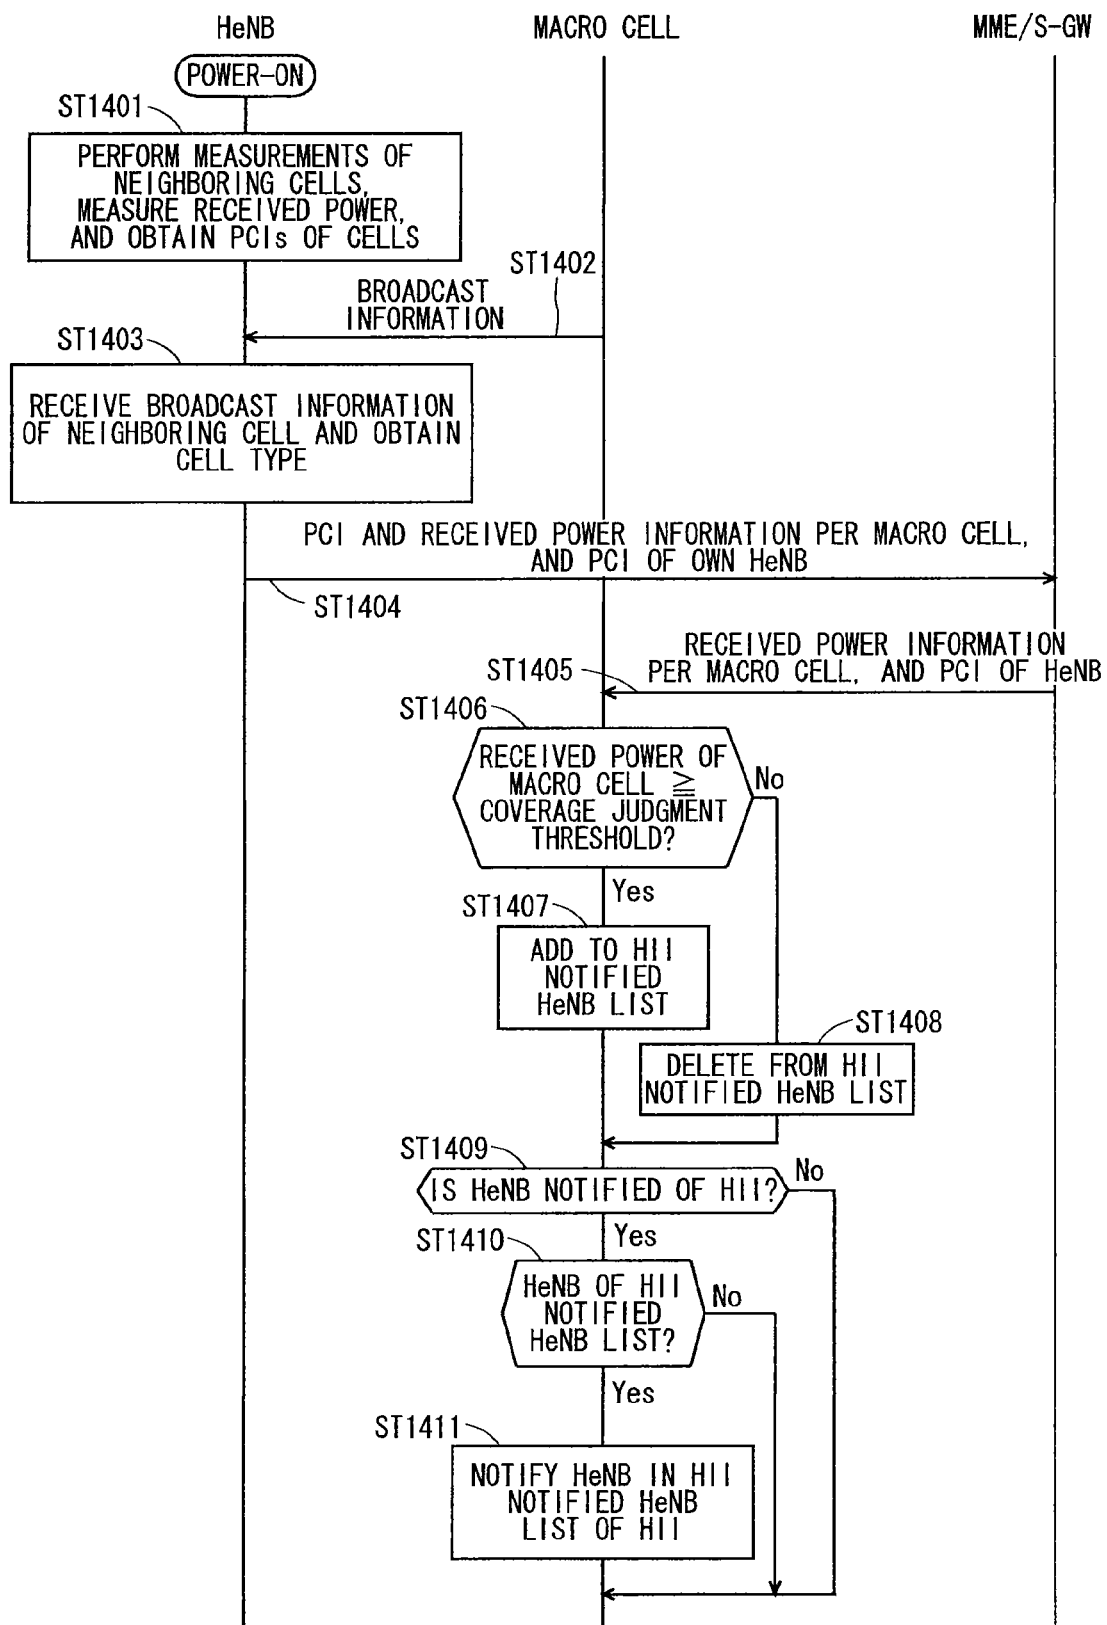 HeNB
MACRO CELL
MME/S-GW
POWER-ON
ST1401
PERFORM MEASUREMENTS OF
NEIGHBORING CELLS,
MEASURE RECEIVED POWER,
AND OBTAIN PCIs OF CELLS
ST1402
BROADCAST
INFORMATION
ST1403
RECEIVE BROADCAST INFORMATION
OF NEIGHBORING CELL AND OBTAIN
CELL TYPE
PCI AND RECEIVED POWER INFORMATION PER MACRO CELL,
AND PCI OF OWN HeNB
ST1404
RECEIVED POWER INFORMATION
PER MACRO CELL, AND PCI OF HeNB
ST1405
ST1406
RECEIVED POWER OF
MACRO CELL ≧
COVERAGE JUDGMENT
THRESHOLD?
No
Yes
ST1407
ADD TO HII
NOTIFIED
HeNB LIST
ST1408
DELETE FROM HII
NOTIFIED HeNB LIST
ST1409
IS HeNB NOTIFIED OF HII?
No
Yes
ST1410
HeNB OF HII
NOTIFIED
HeNB LIST?
No
Yes
ST1411
NOTIFY HeNB IN HII
NOTIFIED HeNB
LIST OF HII